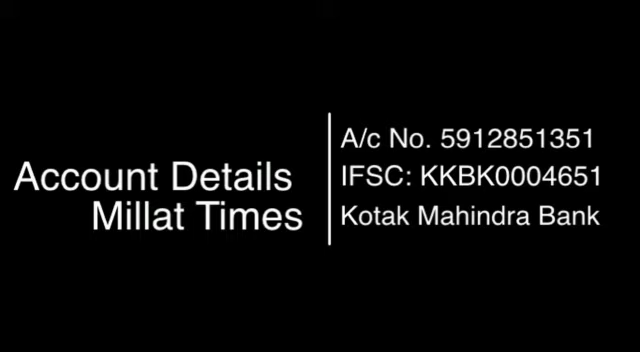 Account Details
Millat Times
A/c No. 5912851351
IFSC: KKBK0004651
Kotak Mahindra Bank